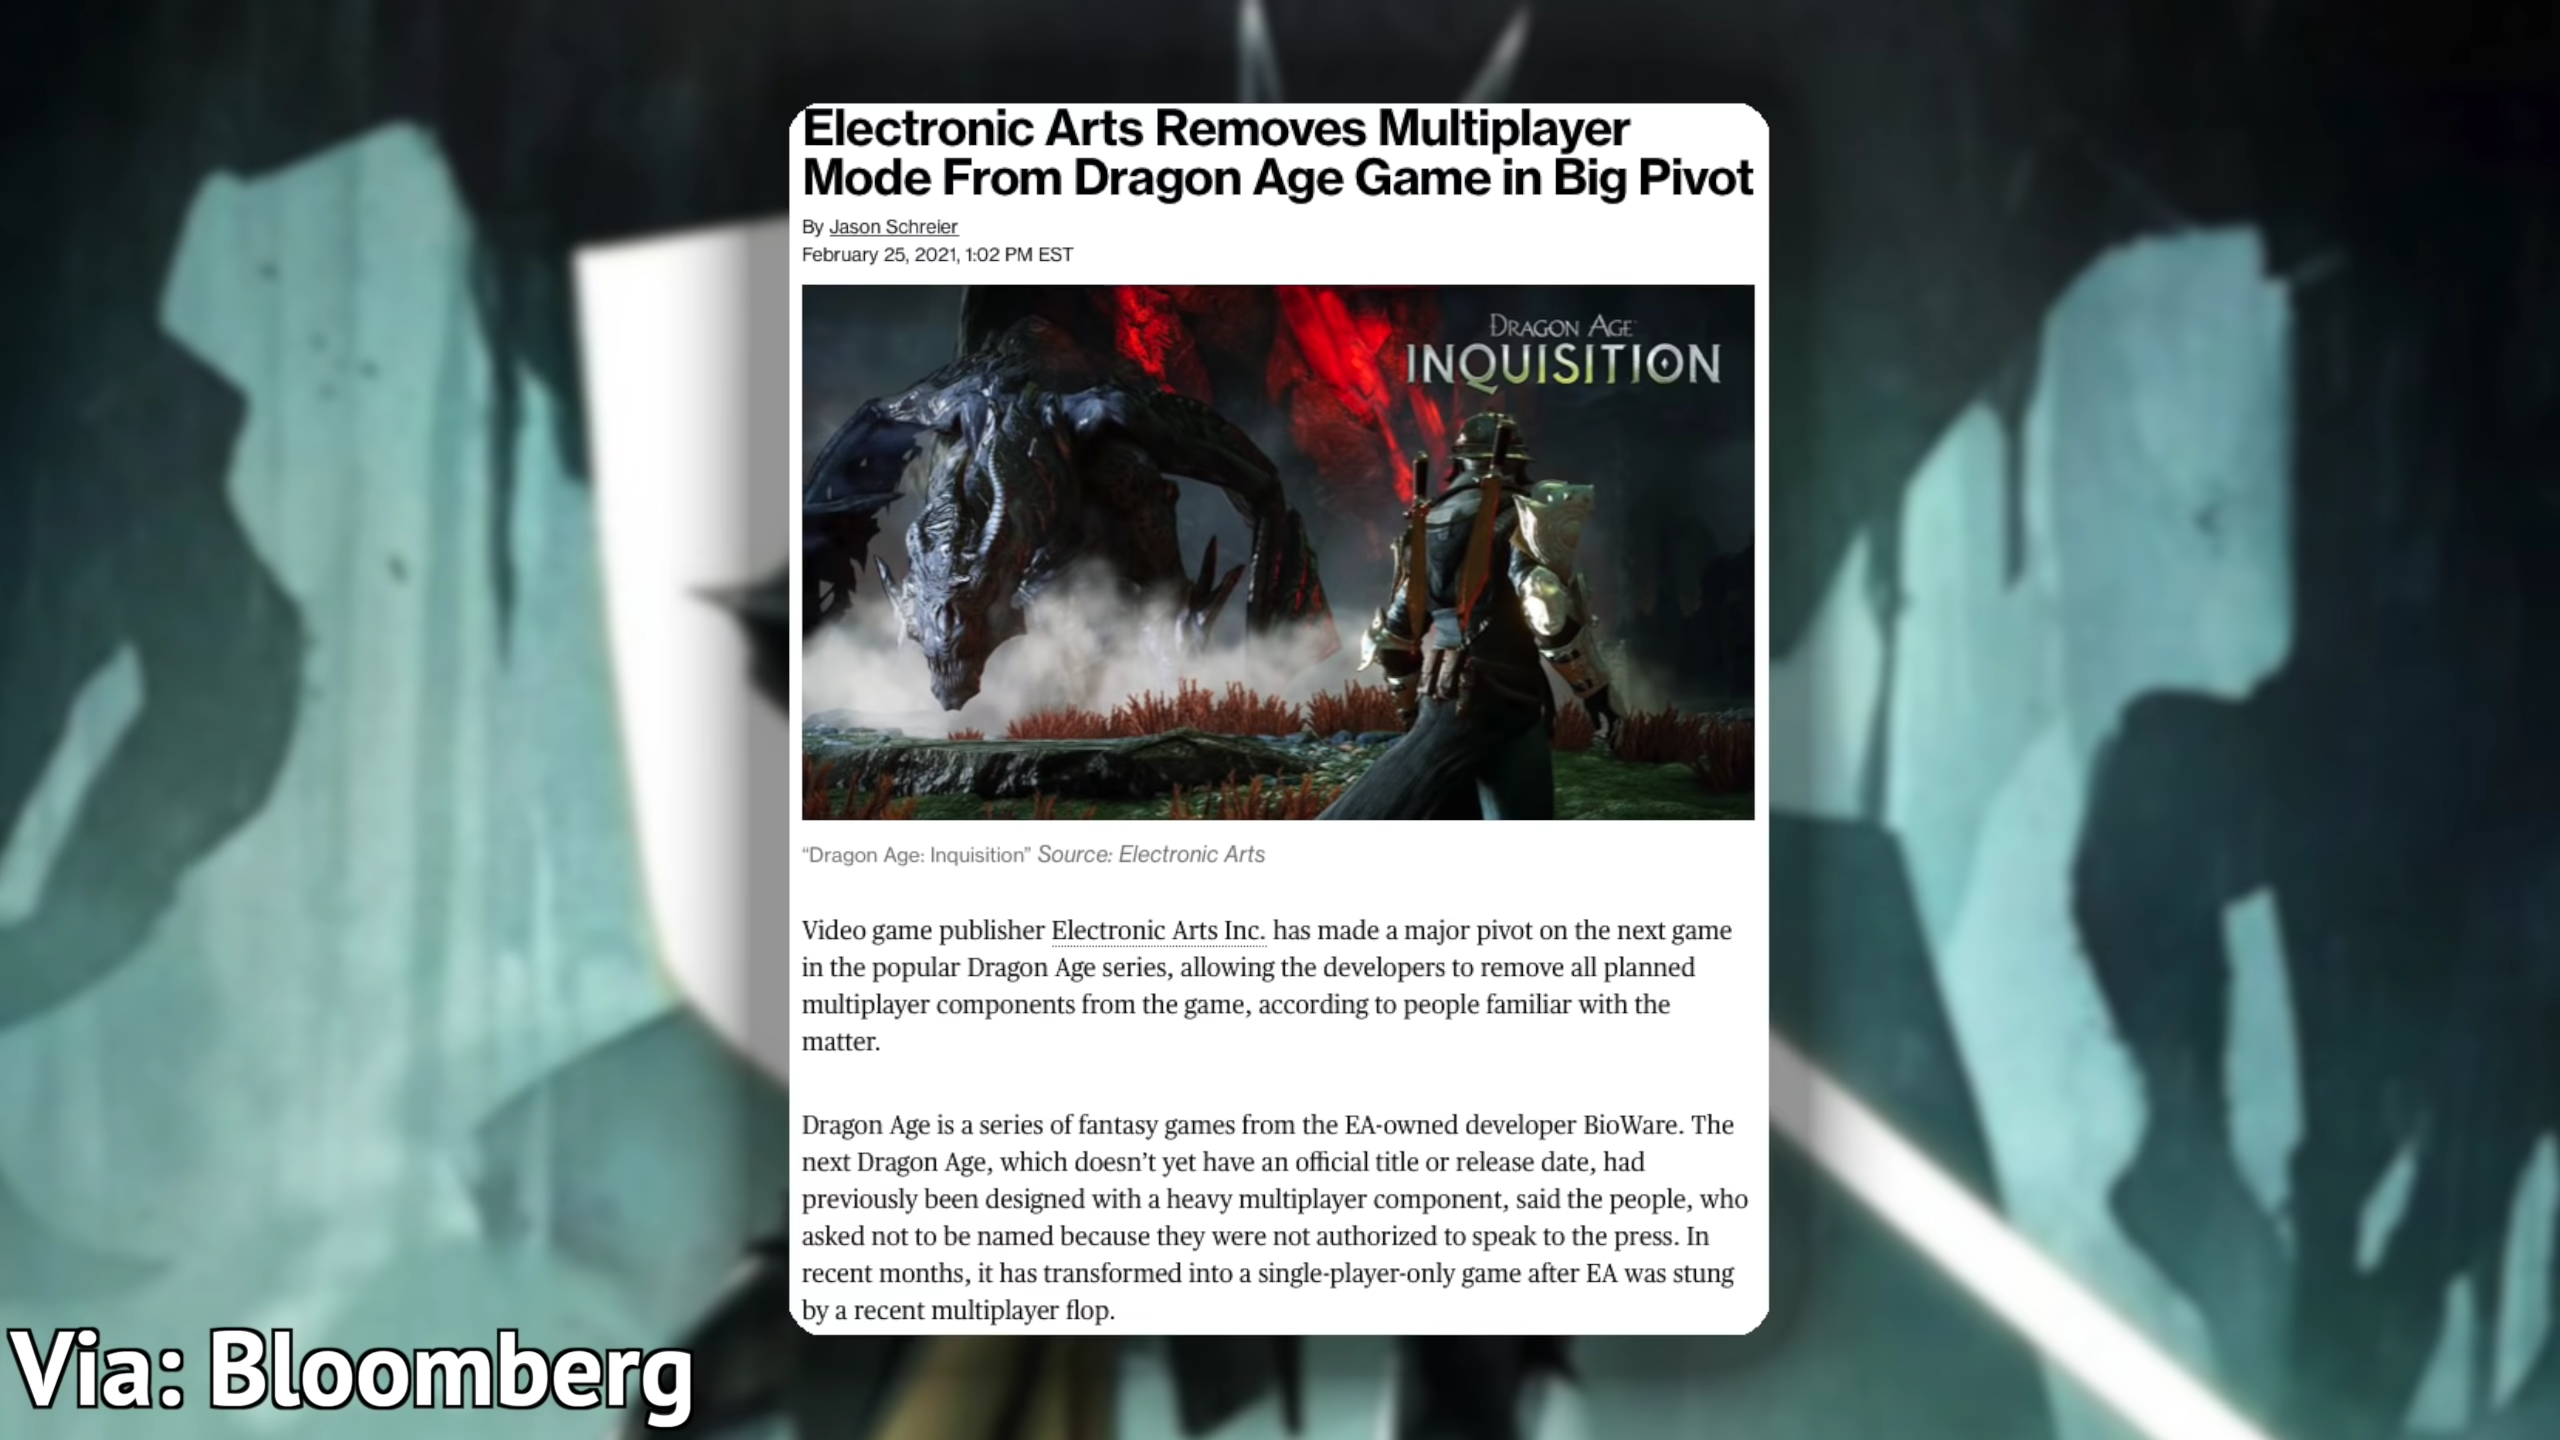 Electronic Arts Removes Multiplayer
Mode From Dragon Age Game in Big Pivot
By Jason Schreier
February 25, 2021, 1:02 PM EST
DRAGON AGE
INQUISITION
“Dragon Age: Inquisition” Source: Electronic Arts
Video game publisher Electronic Arts Inc. has made a major pivot on the next game
in the popular Dragon Age series, allowing the developers to remove all planned
multiplayer components from the game, according to people familiar with the
matter.
Dragon Age is a series of fantasy games from the EA-owned developer BioWare. The
next Dragon Age, which doesn’t yet have an official title or release date, had
previously been designed with a heavy multiplayer component, said the people, who
asked not to be named because they were not authorized to speak to the press. In
recent months, it has transformed into a single-player-only game after EA was stung
by a recent multiplayer flop.
Via: Bloomberg